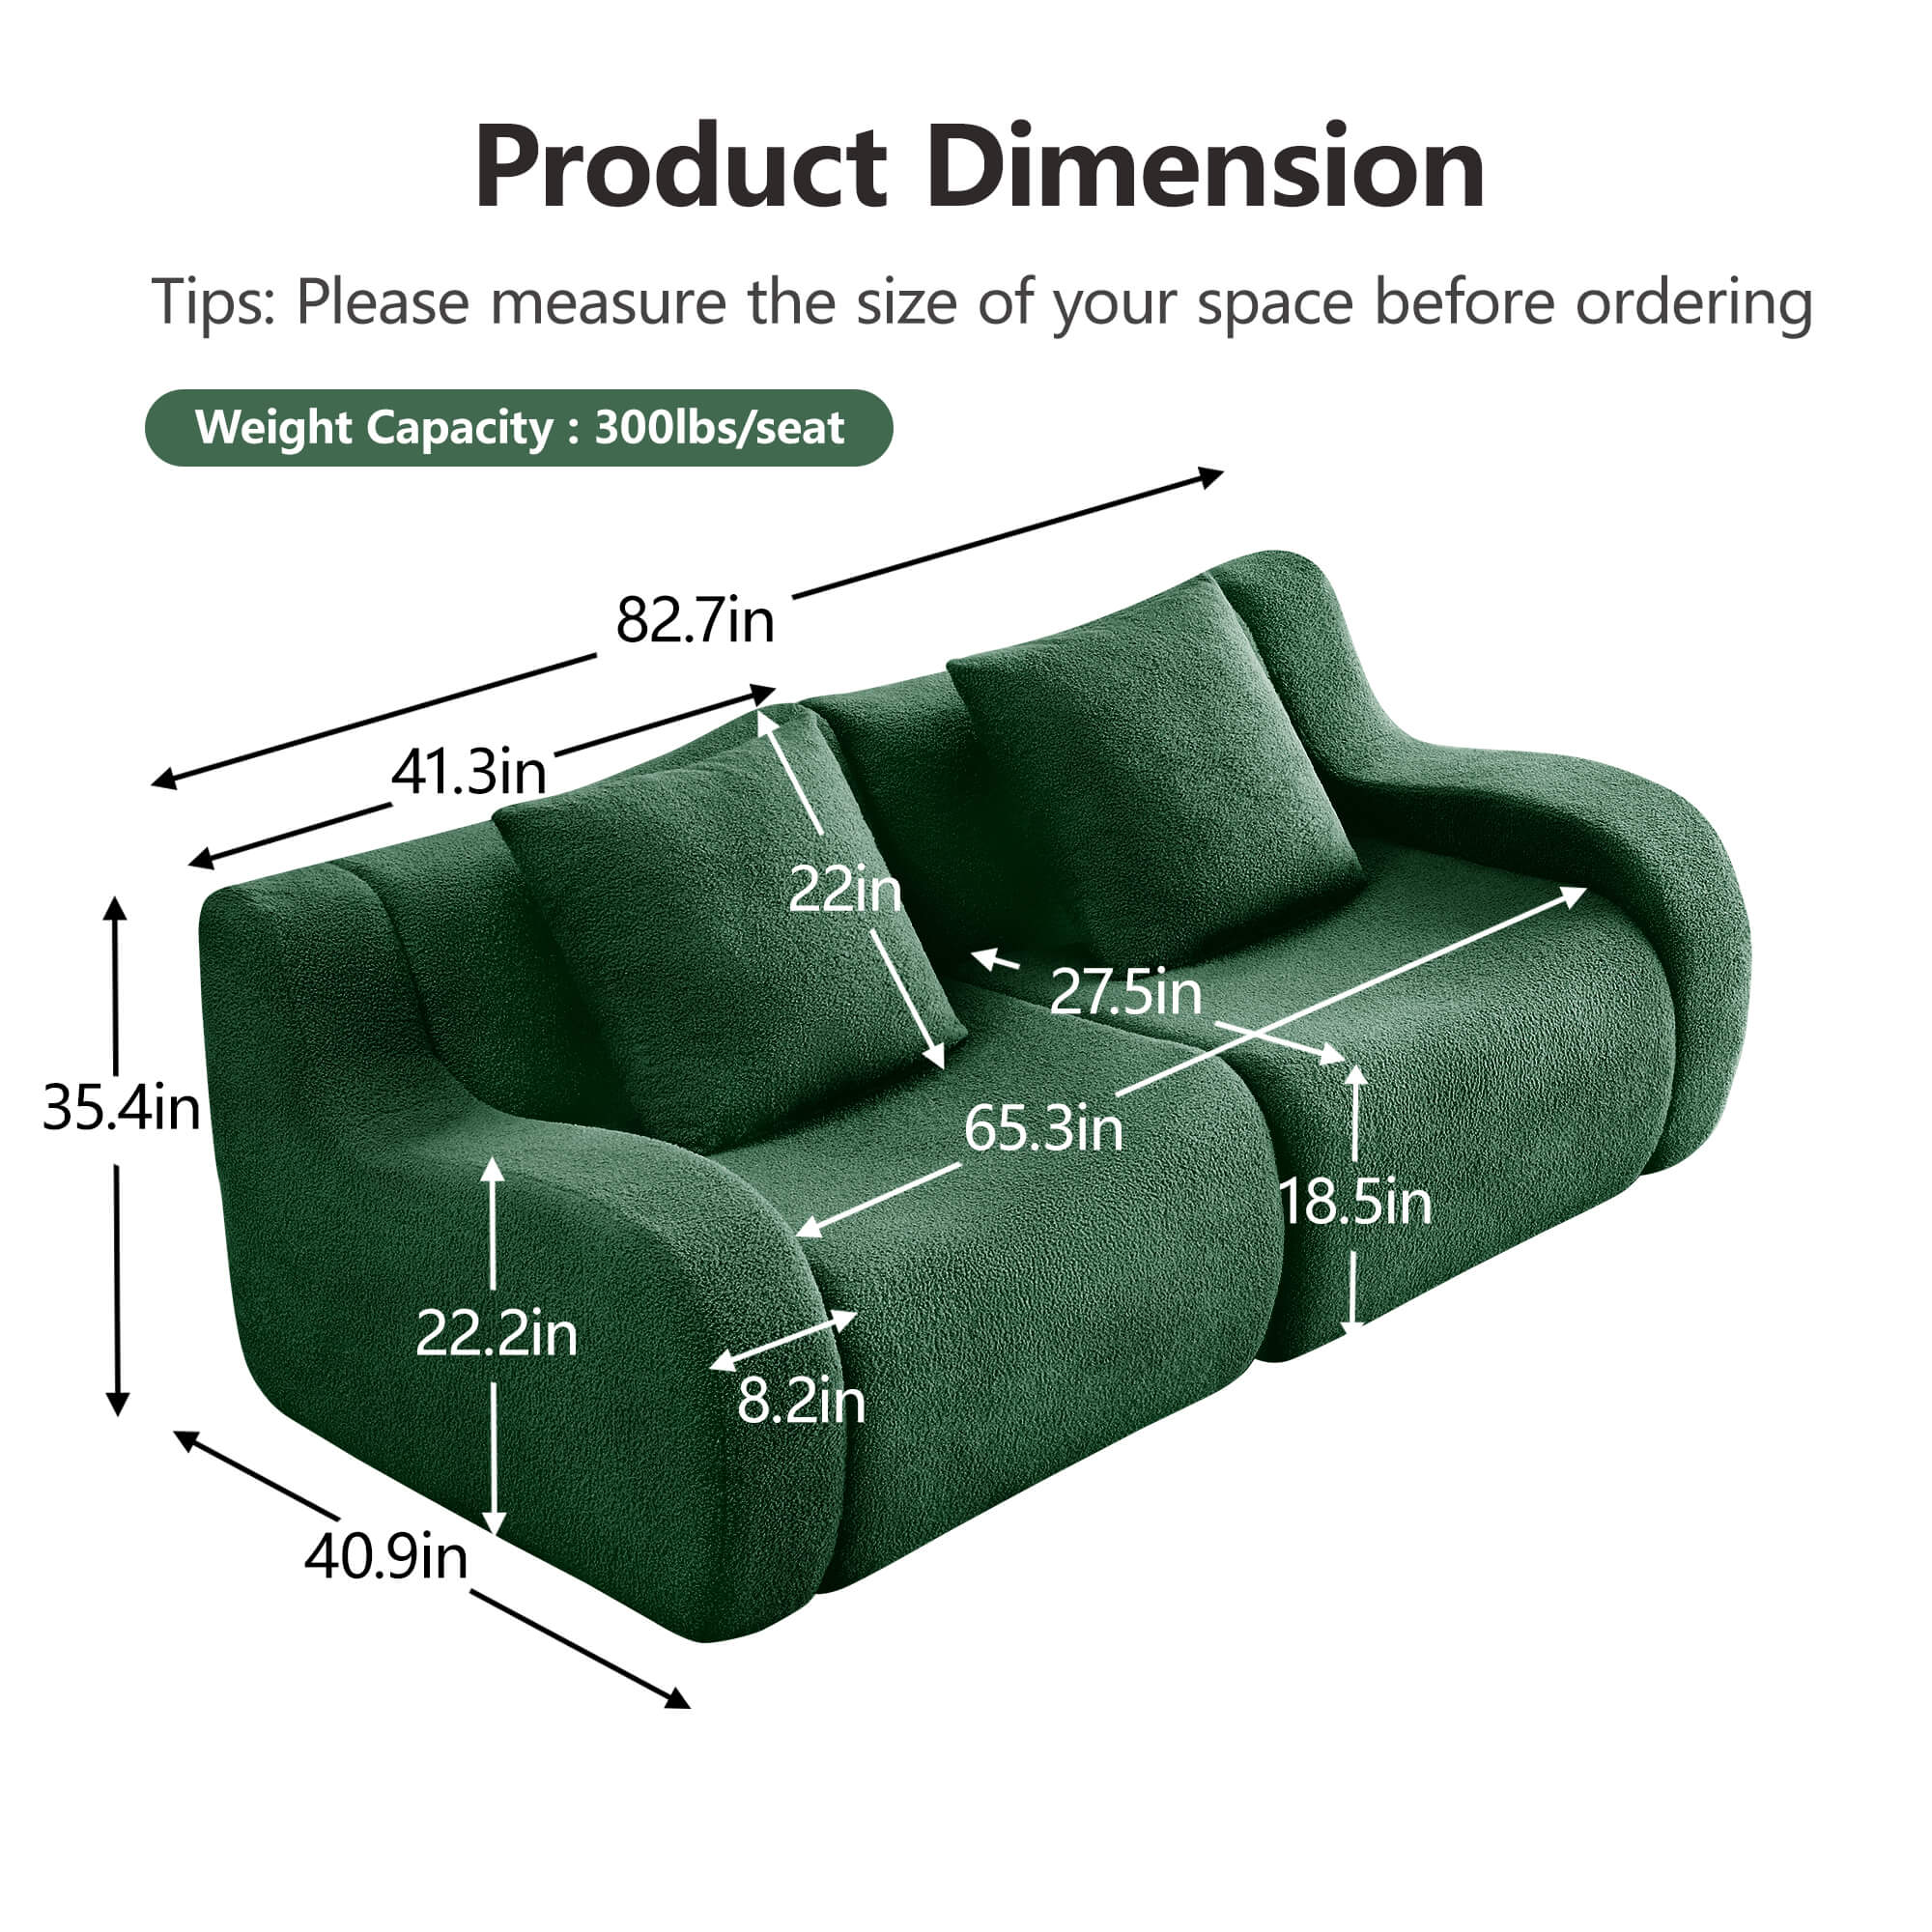 Product Dimension
Tips: Please measure the size of your space before ordering
Weight Capacity : 300lbs/seat
82.7in
41.3in
22in
27.5in
35.4in
65.3in
18.5in
22.2in
8.2in
40.9in